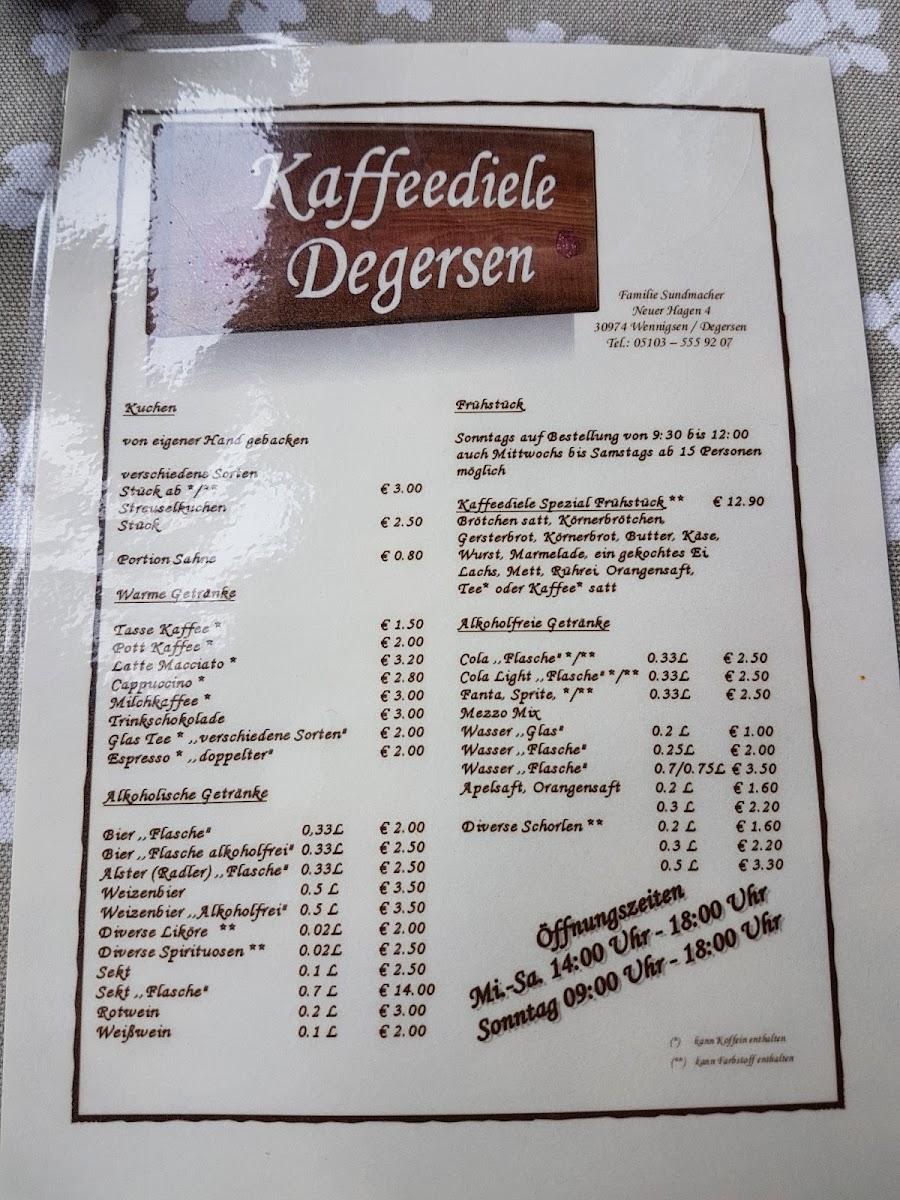 Kaffeediele
Degersen
Familie Sundmacher
Neuer Hagen 4
30974 Wennigsen / Degersen
Tel.: 05103 – 555 92 07
Kuchen
von eigener Hand gebacken
verschiedene Sorten
Stück ab */** € 3.00
Streuselkuchen
Stück € 2.50
Portion Sahne € 0.80
Warme Getränke
Tasse Kaffee * € 1.50
Pott Kaffee * € 2.00
Latte Macciato * € 3.20
Cappuccino * € 2.80
Milchkaffee * € 3.00
Trinkschokolade € 3.00
Glas Tee * „verschiedene Sorten" € 2.00
Espresso * „doppelter" € 2.00
Alkoholische Getränke
Bier „Flasche" 0,33L € 2.00
Bier „Flasche alkoholfrei" 0.33L € 2.50
Alster (Radler) „Flasche" 0.33L € 2.50
Weizenbier 0.5 L € 3.50
Weizenbier „Alkoholfrei" 0.5 L € 3.50
Diverse Liköre ** 0.02L € 2.00
Diverse Spirituosen ** 0.02L € 2.50
Sekt 0.1 L € 2.50
Sekt „Flasche" 0.7 L € 14.00
Rotwein 0.2 L € 3.00
Weißwein 0.1 L € 2.00
Frühstück
Sonntags auf Bestellung von 9:30 bis 12:00
auch Mittwochs bis Samstags ab 15 Personen
möglich
Kaffeediele Spezial Frühstück ** € 12.90
Brötchen satt, Körnerbrötchen,
Gersterbrot, Körnerbrot, Butter, Käse,
Wurst, Marmelade, ein gekochtes Ei
Lachs, Mett, Rührei, Orangensaft,
Tee* oder Kaffee* satt
Alkoholfreie Getränke
Cola „Flasche" */** 0.33L € 2.50
Cola Light „Flasche" */** 0.33L € 2.50
Fanta, Sprite, */** 0.33L € 2.50
Mezzo Mix
Wasser „Glas" 0.2 L € 1.00
Wasser „Flasche" 0.25L € 2.00
Wasser „Flasche" 0.7/0.75L € 3.50
Apelsaft, Orangensaft 0.2 L € 1.60
0.3 L € 2.20
Diverse Schorlen ** 0.2 L € 1.60
0.3 L € 2.20
0.5 L € 3.30
Öffnungszeiten
Mi.-Sa. 14:00 Uhr - 18:00 Uhr
Sonntag 09:00 Uhr - 18:00 Uhr
(*) kann Koffein enthalten
(**) kann Farbstoff enthalten